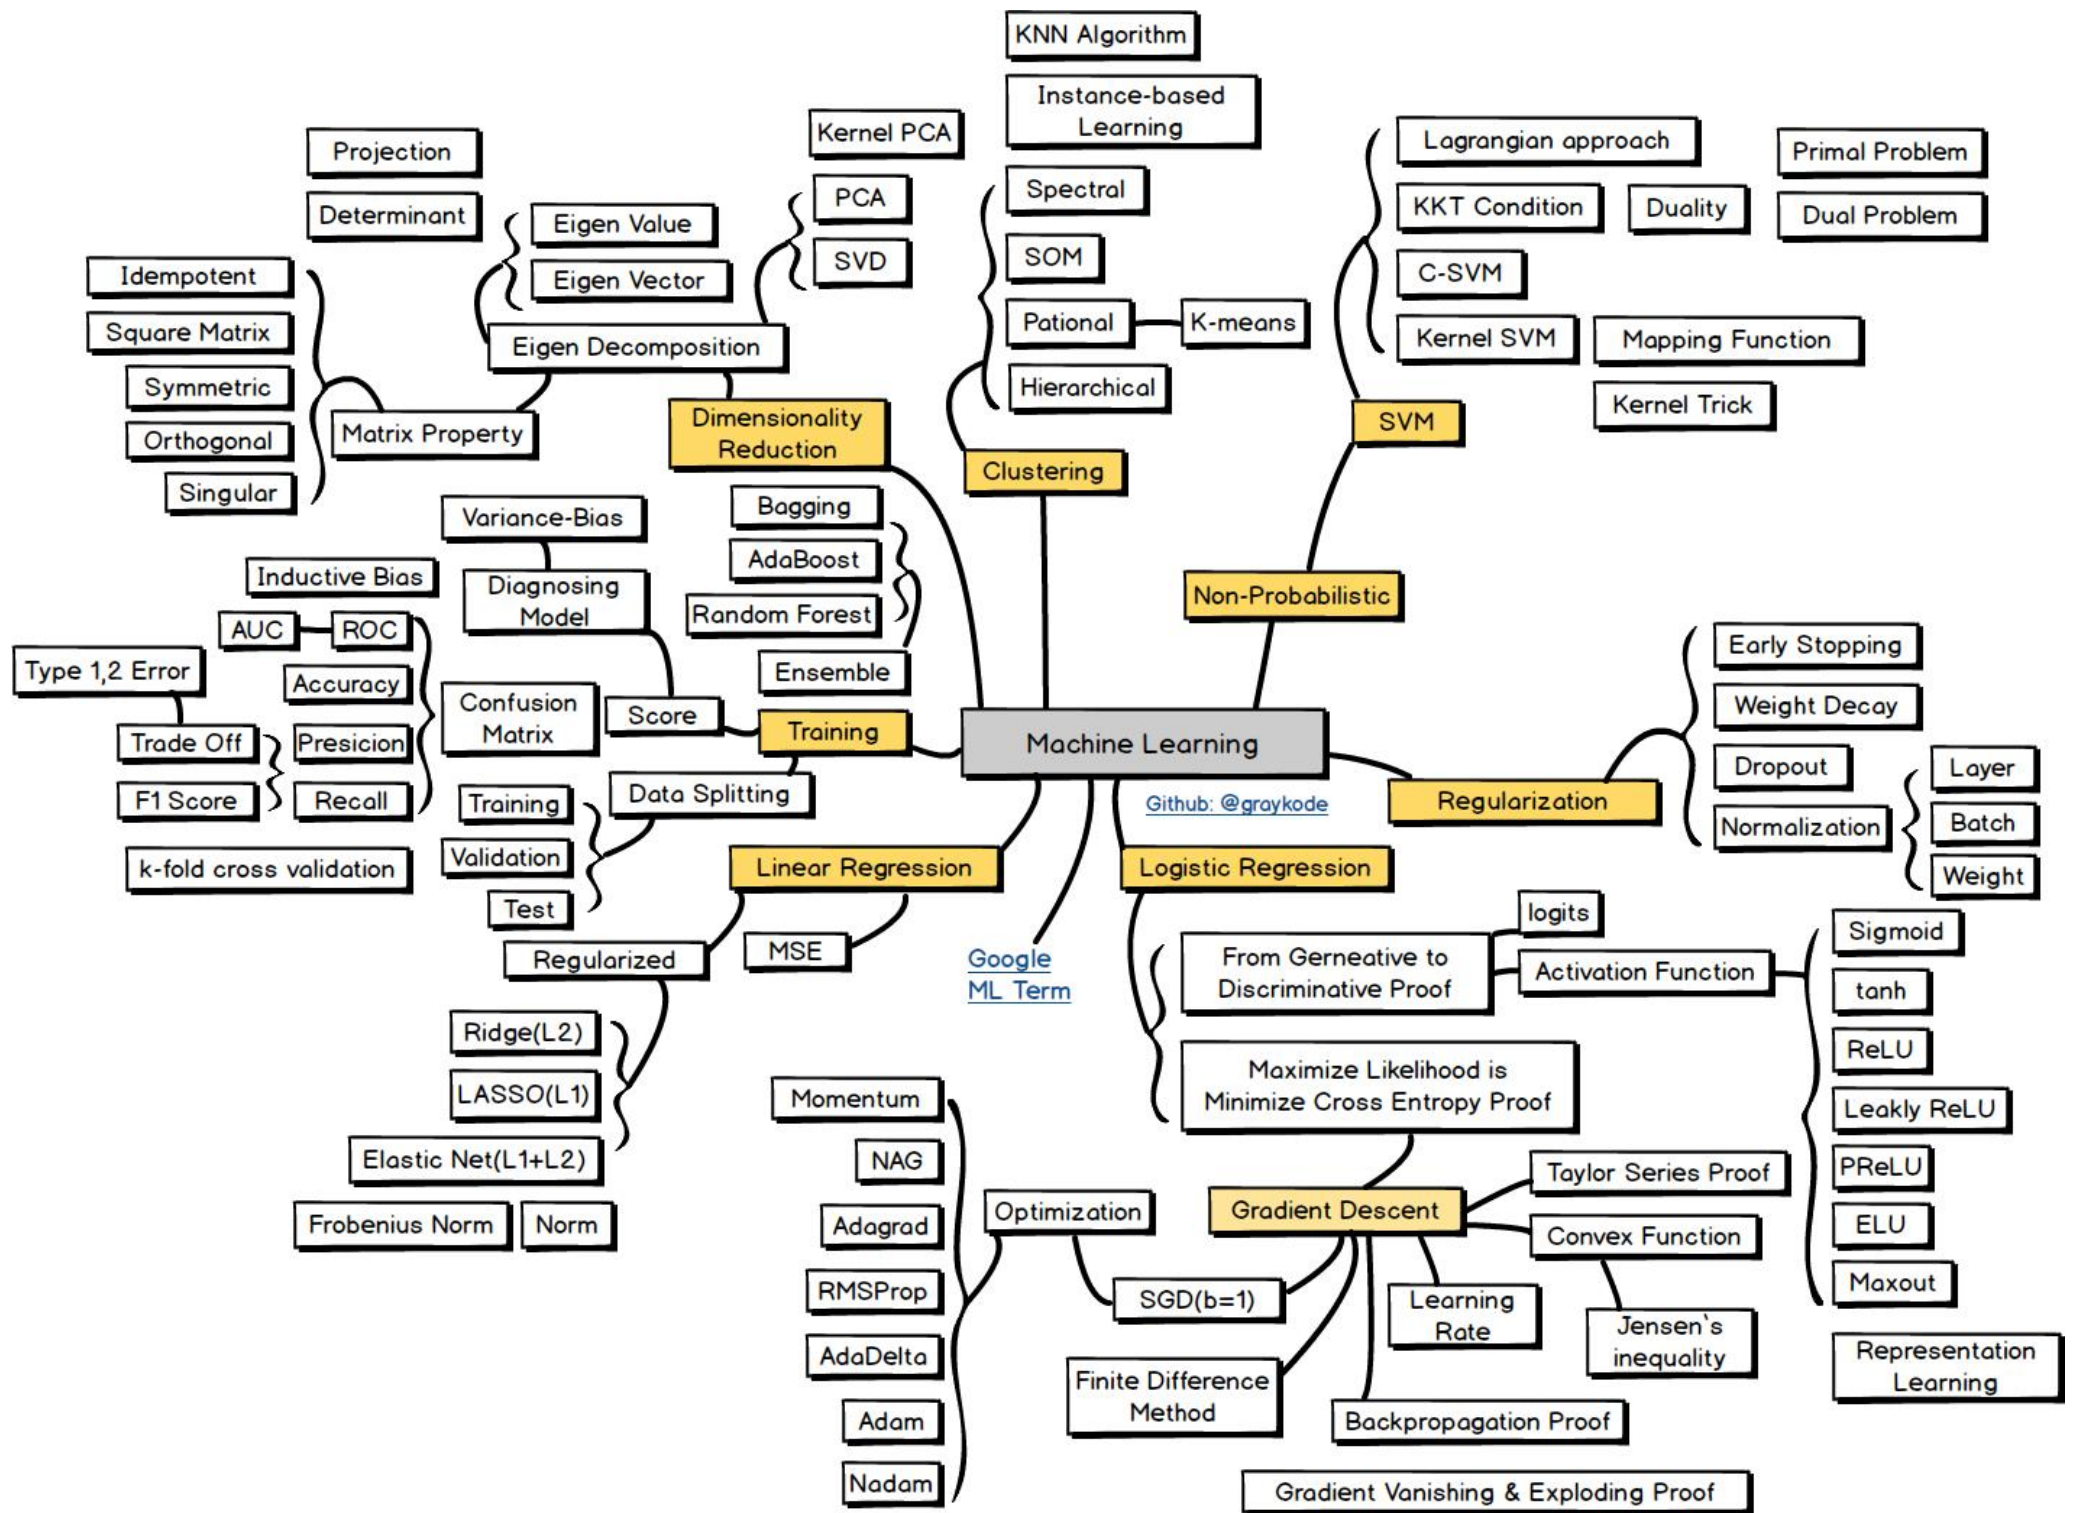 KNN Algorithm
Instance-based
Learning
Kernel PCA
PCA
SVD
Projection
Determinant
Eigen Value
Eigen Vector
Eigen Decomposition
Idempotent
Square Matrix
Symmetric
Orthogonal
Singular
Matrix Property
Dimensionality
Reduction
Spectral
SOM
Pational
K-means
Hierarchical
Clustering
Lagrangian approach
KKT Condition
Duality
Primal Problem
Dual Problem
C-SVM
Kernel SVM
Mapping Function
Kernel Trick
SVM
Non-Probabilistic
Variance-Bias
Diagnosing
Model
Inductive Bias
AUC
ROC
Type 1,2 Error
Accuracy
Trade Off
Presicion
F1 Score
Recall
Confusion
Matrix
Score
Bagging
AdaBoost
Random Forest
Ensemble
Training
Data Splitting
Training
Validation
Test
k-fold cross validation
Machine Learning
Github: @graykode
Early Stopping
Weight Decay
Dropout
Normalization
Layer
Batch
Weight
Regularization
Linear Regression
Regularized
MSE
Ridge(L2)
LASSO(L1)
Elastic Net(L1+L2)
Frobenius Norm
Norm
Google
ML Term
Logistic Regression
From Gerneative to
Discriminative Proof
logits
Activation Function
Sigmoid
tanh
ReLU
Leakly ReLU
PReLU
ELU
Maxout
Representation
Learning
Maximize Likelihood is
Minimize Cross Entropy Proof
Gradient Descent
Taylor Series Proof
Convex Function
Jensen's
inequality
Learning
Rate
SGD(b=1)
Finite Difference
Method
Backpropagation Proof
Gradient Vanishing & Exploding Proof
Optimization
Momentum
NAG
Adagrad
RMSProp
AdaDelta
Adam
Nadam